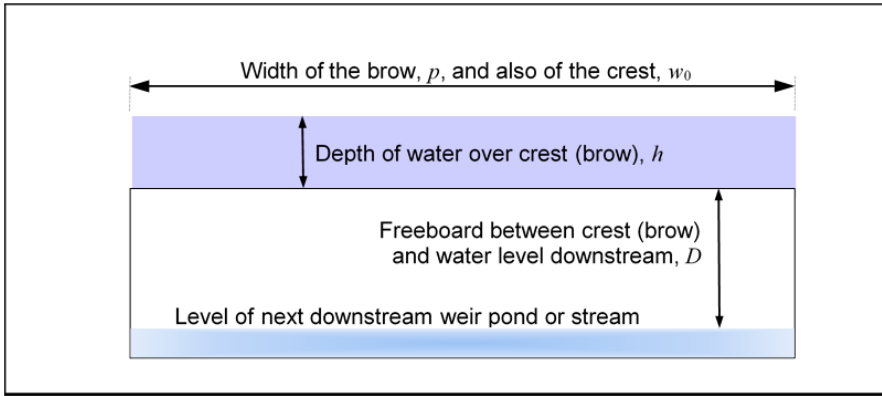 Width of the brow, p, and also of the crest, w₀
Depth of water over crest (brow), h
Freeboard between crest (brow)
and water level downstream, D
Level of next downstream weir pond or stream